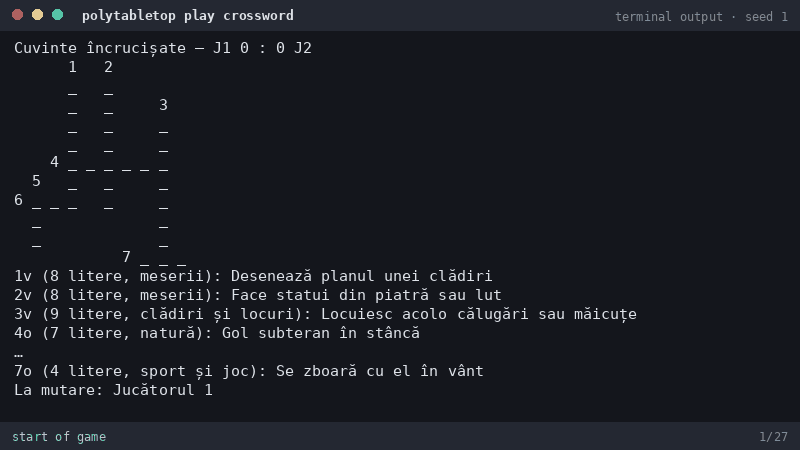 polytabletop play crossword
terminal output · seed 1
Cuvinte încrucișate — J1 0 : 0 J2
      1   2
      _   _
      _   _     3
      _   _     _
      _   _     _
    4 _ _ _ _ _ _
  5   _   _     _
6 _ _ _   _     _
  _             _
  _             _
            7 _ _ _
1v (8 litere, meserii): Desenează planul unei clădiri
2v (8 litere, meserii): Face statui din piatră sau lut
3v (9 litere, clădiri și locuri): Locuiesc acolo călugări sau măicuțe
4o (7 litere, natură): Gol subteran în stâncă
…
7o (4 litere, sport și joc): Se zboară cu el în vânt
La mutare: Jucătorul 1
start of game
1/27